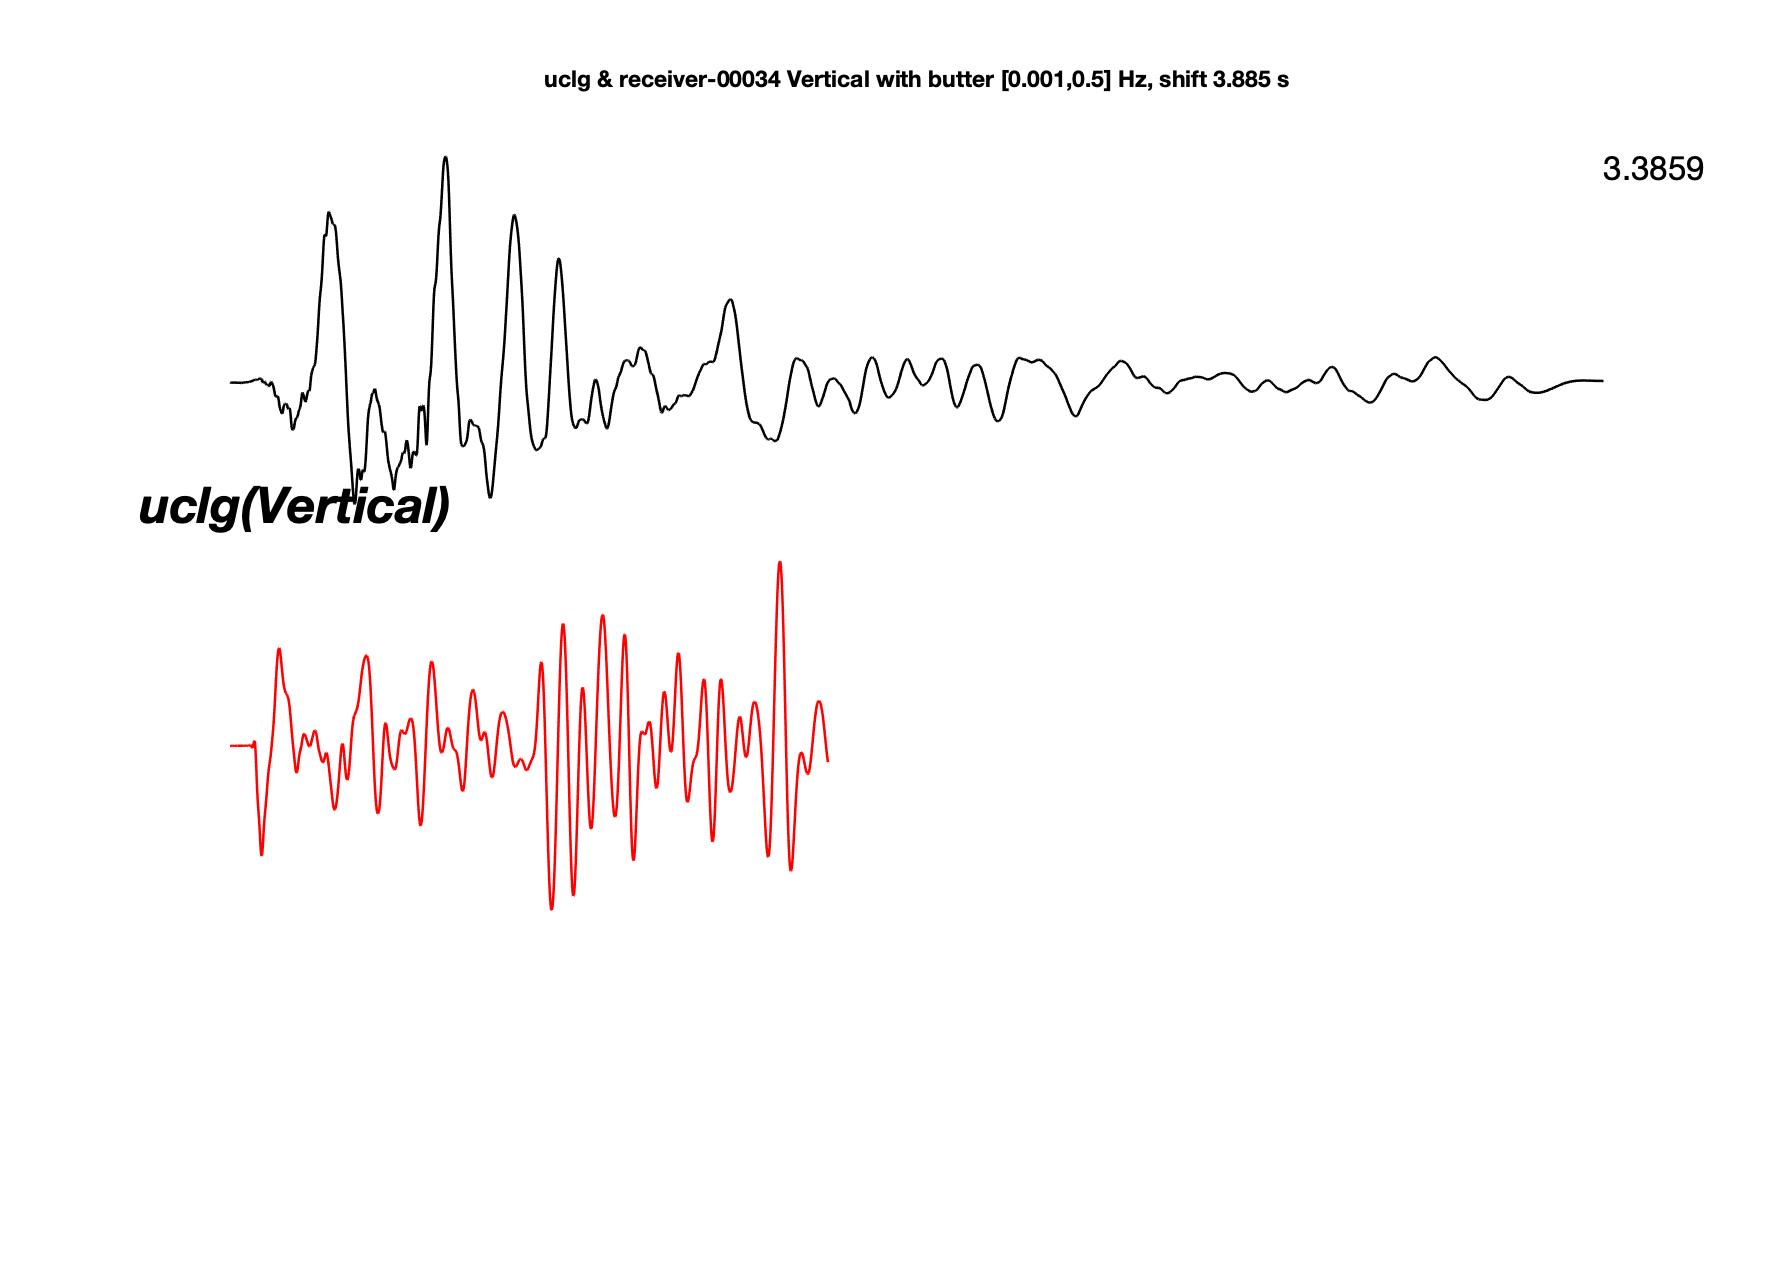 uclg & receiver-00034 Vertical with butter [0.001,0.5] Hz, shift 3.885 s
3.3859
uclg(Vertical)